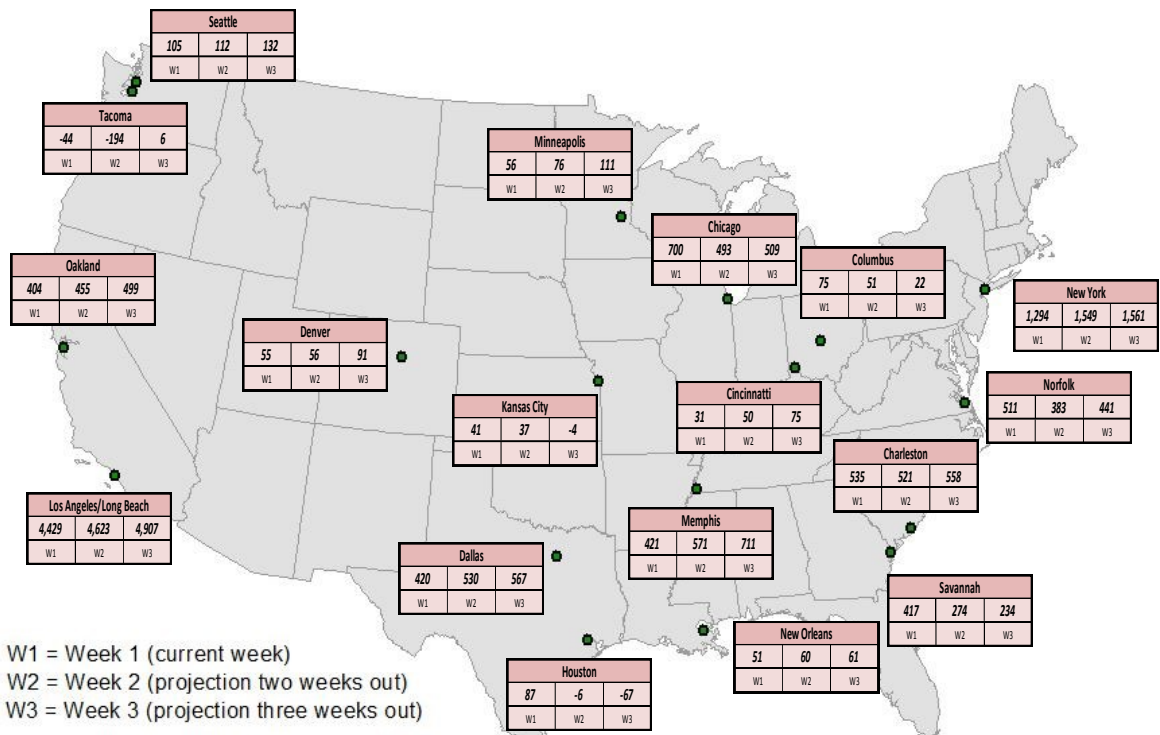 Seattle
105 112 132
W1 W2 W3
Tacoma
-44 -194 6
W1 W2 W3
Minneapolis
56 76 111
W1 W2 W3
Chicago
700 493 509
W1 W2 W3
Columbus
75 51 22
W1 W2 W3
Oakland
404 455 499
W1 W2 W3
New York
1,294 1,549 1,561
W1 W2 W3
Denver
55 56 91
W1 W2 W3
Norfolk
511 383 441
W1 W2 W3
Cincinnatti
31 50 75
W1 W2 W3
Kansas City
41 37 -4
W1 W2 W3
Charleston
535 521 558
W1 W2 W3
Los Angeles/Long Beach
4,429 4,623 4,907
W1 W2 W3
Memphis
421 571 711
W1 W2 W3
Dallas
420 530 567
W1 W2 W3
Savannah
417 274 234
W1 W2 W3
New Orleans
51 60 61
W1 W2 W3
Houston
87 -6 -67
W1 W2 W3
W1 = Week 1 (current week)
W2 = Week 2 (projection two weeks out)
W3 = Week 3 (projection three weeks out)